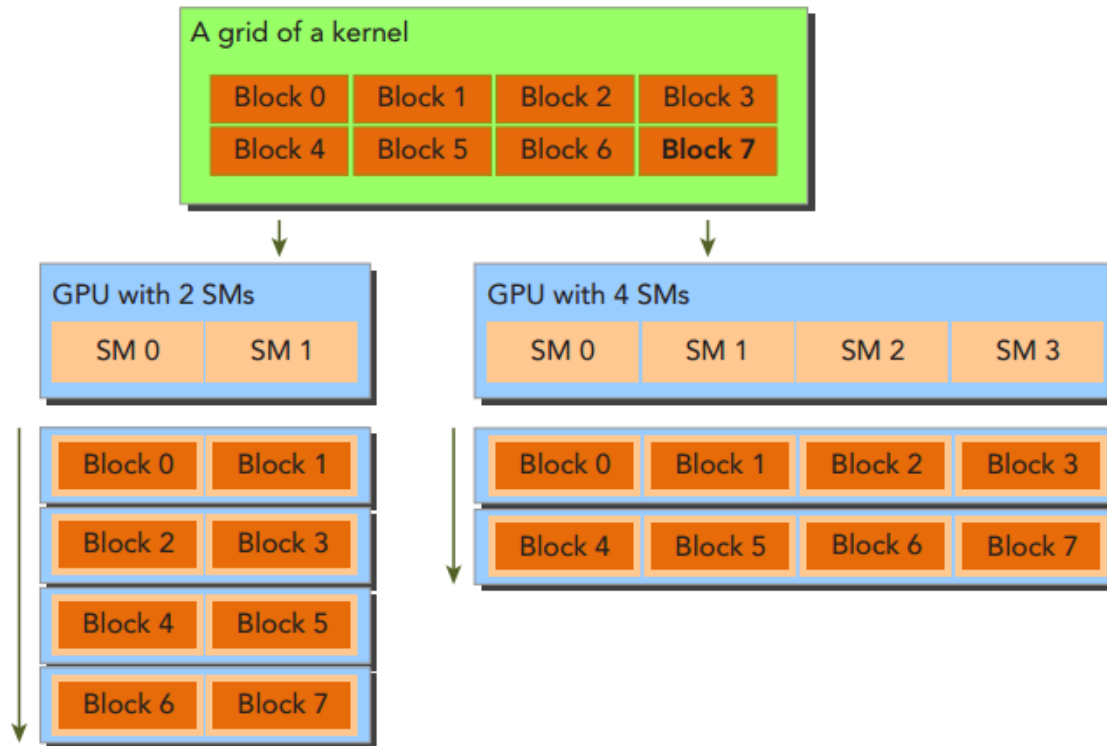 A grid of a kernel
Block 0 Block 1 Block 2 Block 3
Block 4 Block 5 Block 6 Block 7
GPU with 2 SMs
SM 0 SM 1
Block 0 Block 1
Block 2 Block 3
Block 4 Block 5
Block 6 Block 7
GPU with 4 SMs
SM 0 SM 1 SM 2 SM 3
Block 0 Block 1 Block 2 Block 3
Block 4 Block 5 Block 6 Block 7